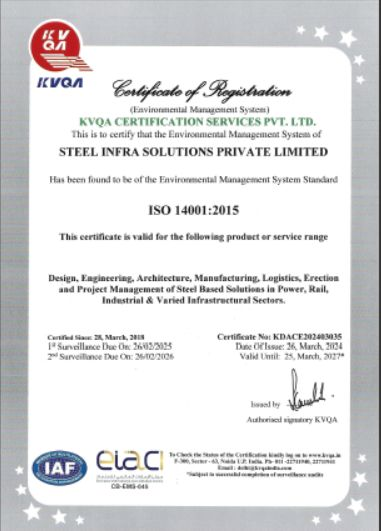 KVQA
KVQA
Certificate of Registration
(Environmental Management System)
KVQA CERTIFICATION SERVICES PVT. LTD.
This is to certify that the Environmental Management System of
STEEL INFRA SOLUTIONS PRIVATE LIMITED
Has been found to be of the Environmental Management System Standard
ISO 14001:2015
This certificate is valid for the following product or service range
Design, Engineering, Architecture, Manufacturing, Logistics, Erection
and Project Management of Steel Based Solutions in Power, Rail,
Industrial & Varied Infrastructural Sectors.
Certified Since: 28, March, 2018
1st Surveillance Due On: 26/02/2025
2nd Surveillance Due On: 26/02/2026
Certificate No: KDACE202403035
Date Of Issue: 26, March, 2024
Valid Until: 25, March, 2027*
Issued by
Authorised signatory KVQA
IAF
eiac
CB-EMS-046
To Check the Status of the Certification kindly log on to www.kvqa.in
F-300, Sector - 63, Noida U.P. India. Ph- 011 -22711940, 22711941
Email : delhi@kvqaindia.com
*Subject to successful completion of surveillance audits